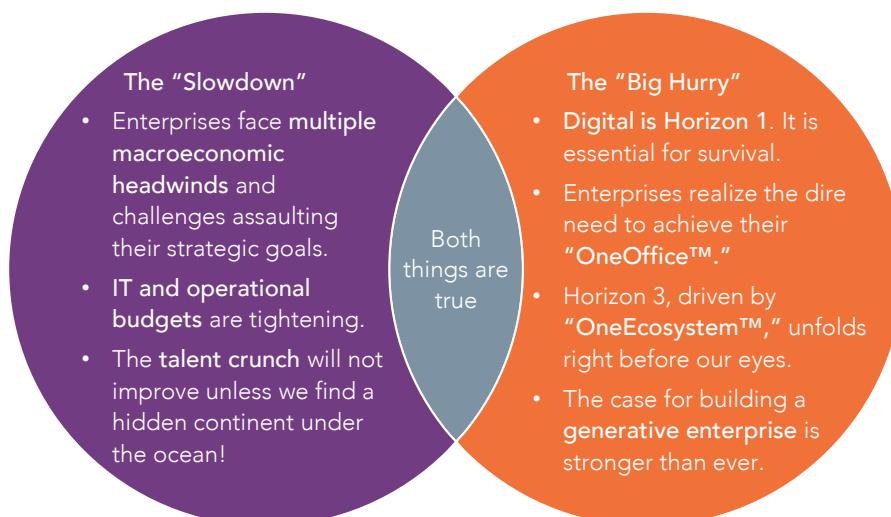 The “Slowdown”
• Enterprises face multiple
macroeconomic
headwinds and
challenges assaulting
their strategic goals.
• IT and operational
budgets are tightening.
• The talent crunch will not
improve unless we find a
hidden continent under
the ocean!
Both
things are
true
The “Big Hurry”
• Digital is Horizon 1. It is
essential for survival.
• Enterprises realize the dire
need to achieve their
“OneOffice™.”
• Horizon 3, driven by
“OneEcosystem™,” unfolds
right before our eyes.
• The case for building a
generative enterprise is
stronger than ever.